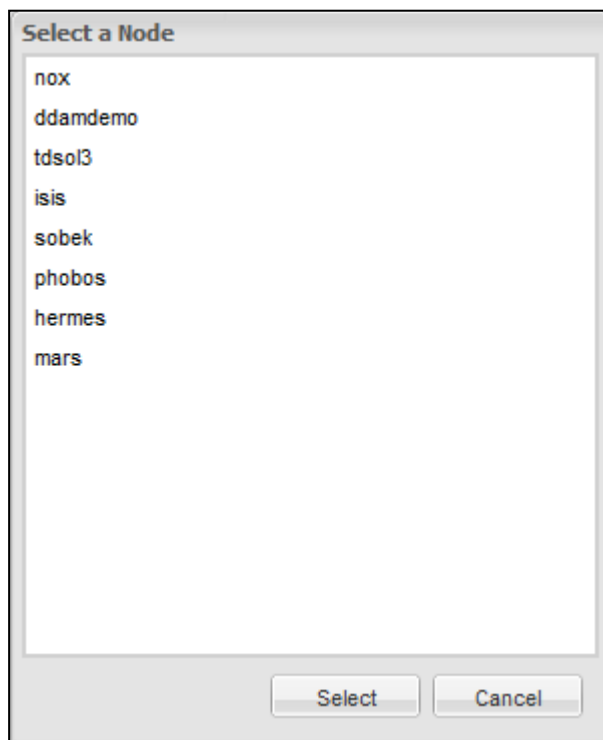 Select a Node
nox
ddamdemo
tdsol3
isis
sobek
phobos
hermes
mars
Select
Cancel